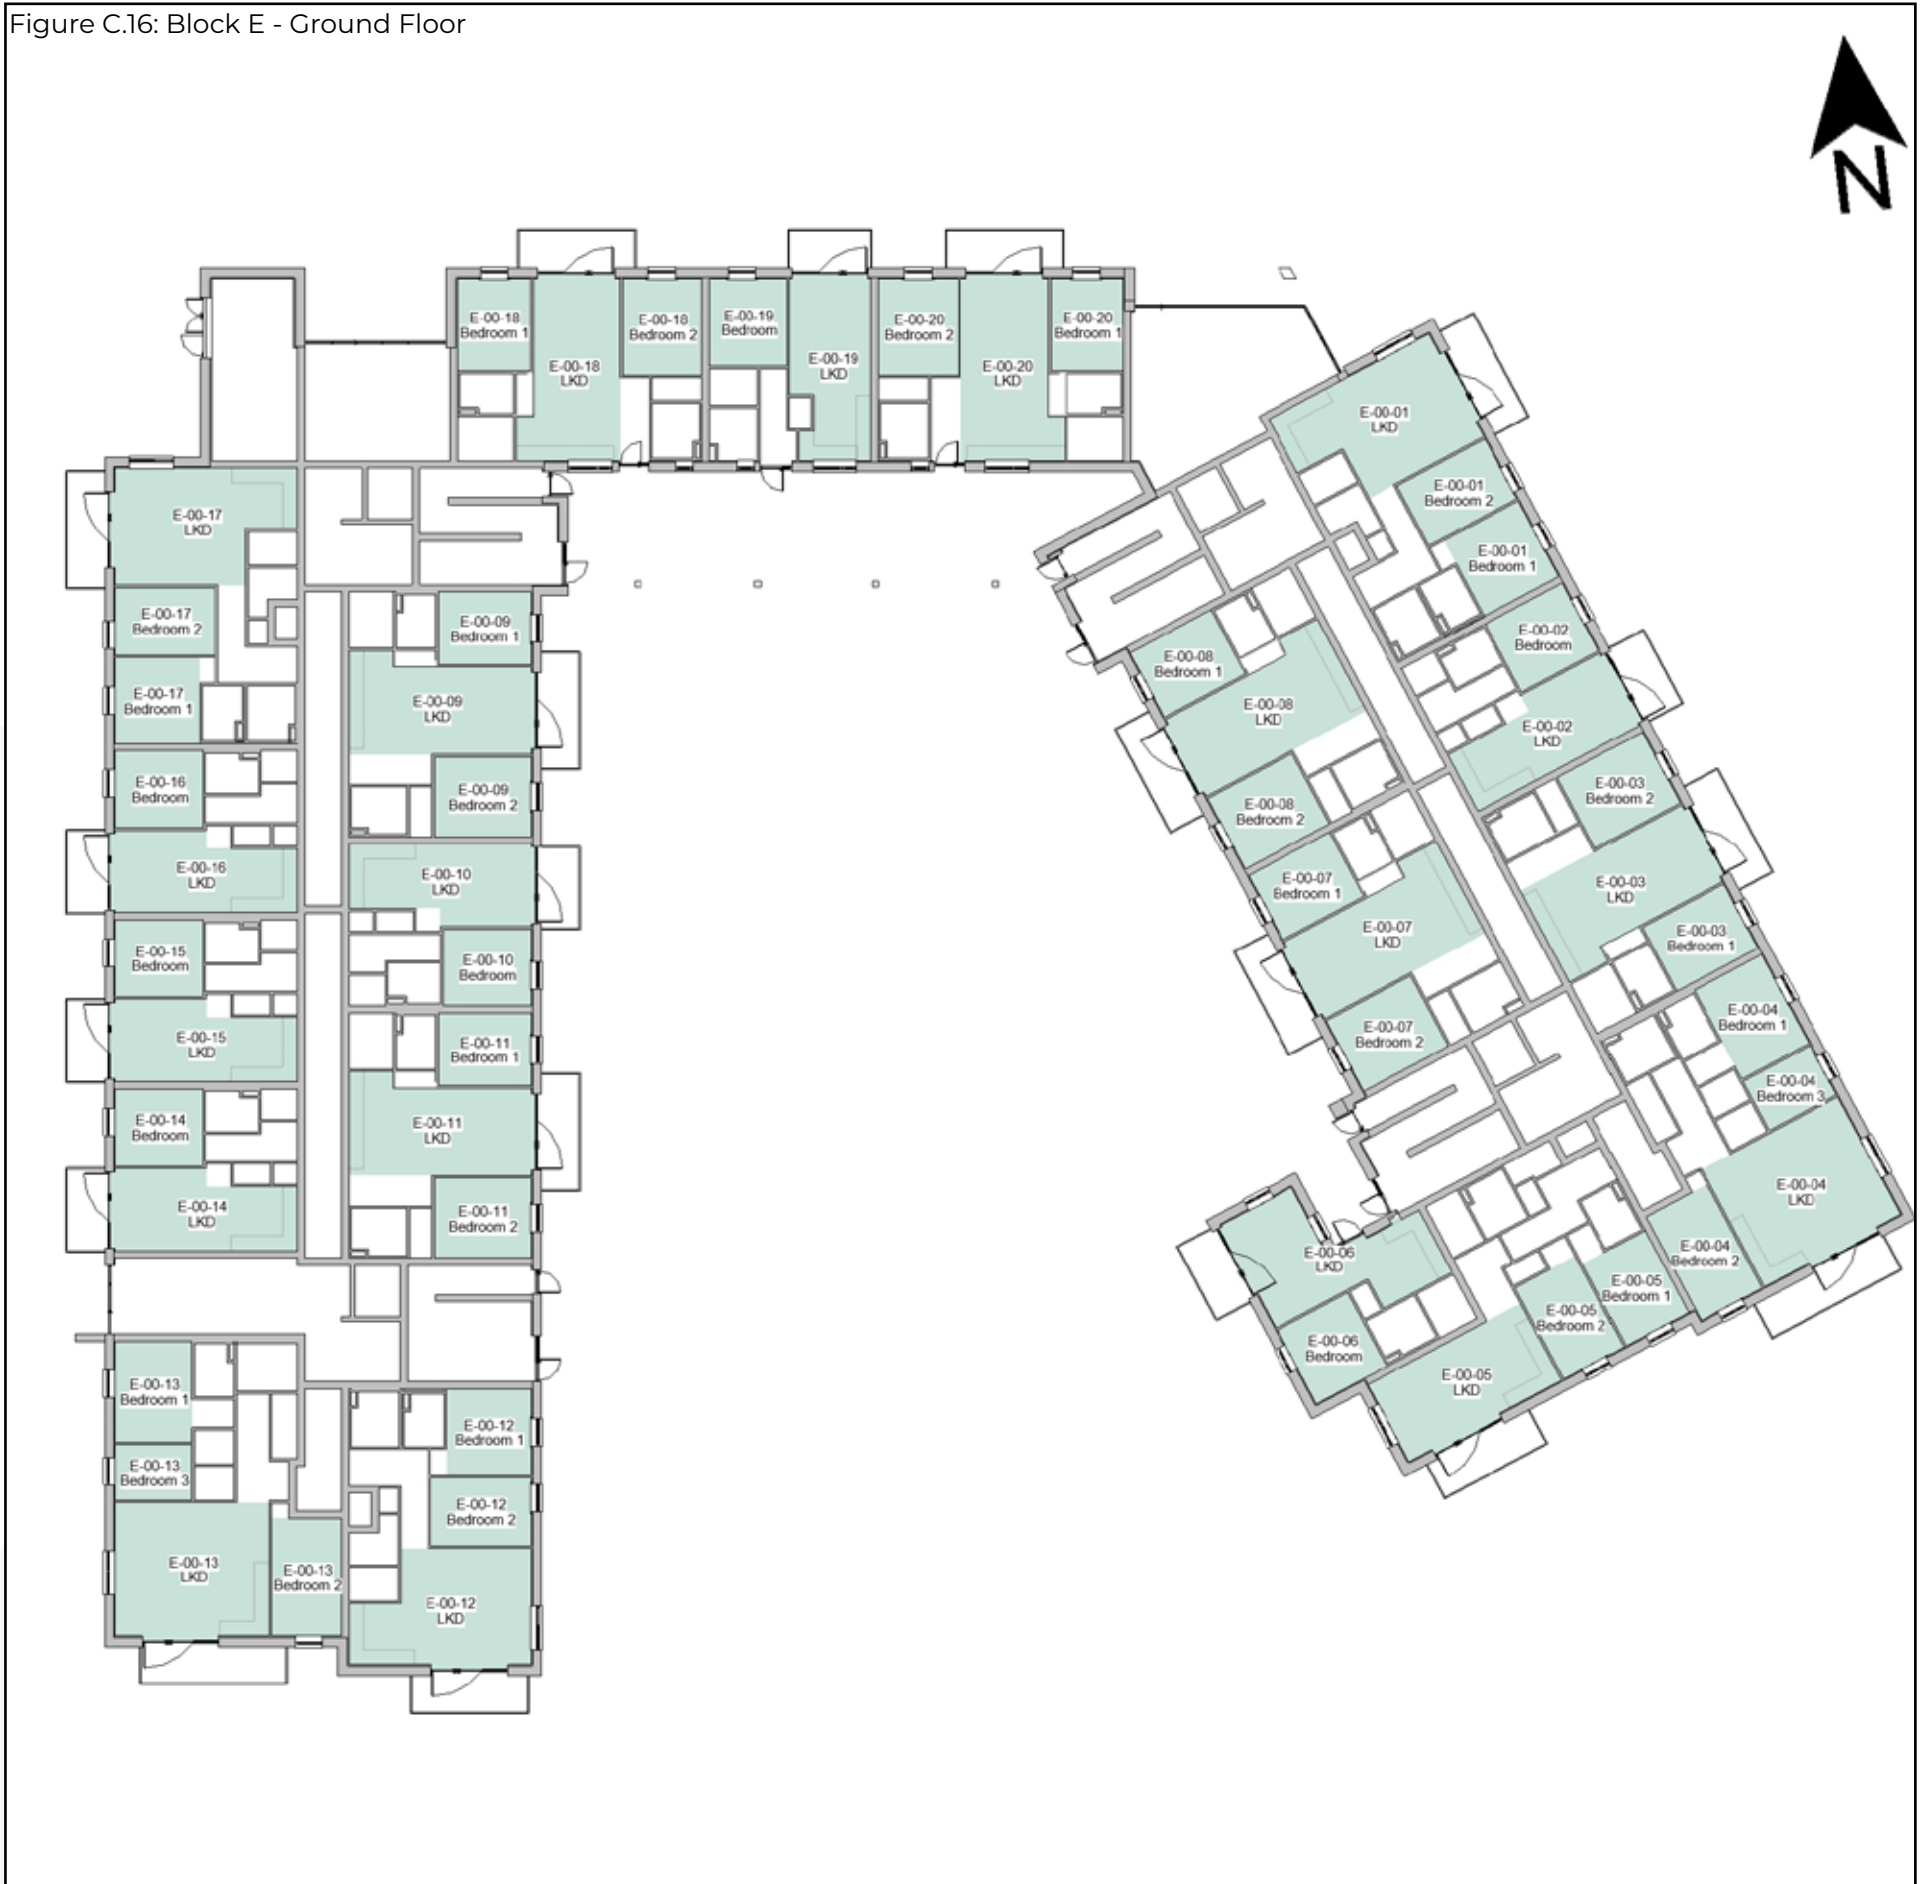 Figure C.16: Block E - Ground Floor
N
E-00-18
Bedroom 1
E-00-18
LKD
E-00-18
Bedroom 2
E-00-19
Bedroom
E-00-19
LKD
E-00-20
Bedroom 2
E-00-20
LKD
E-00-20
Bedroom 1
E-00-01
LKD
E-00-01
Bedroom 2
E-00-01
Bedroom 1
E-00-17
LKD
E-00-17
Bedroom 2
E-00-17
Bedroom 1
E-00-09
Bedroom 1
E-00-09
LKD
E-00-09
Bedroom 2
E-00-08
Bedroom 1
E-00-08
LKD
E-00-08
Bedroom 2
E-00-02
Bedroom
E-00-02
LKD
E-00-03
Bedroom 2
E-00-03
LKD
E-00-03
Bedroom 1
E-00-16
Bedroom
E-00-16
LKD
E-00-10
LKD
E-00-10
Bedroom
E-00-07
Bedroom 1
E-00-07
LKD
E-00-07
Bedroom 2
E-00-15
Bedroom
E-00-15
LKD
E-00-11
Bedroom 1
E-00-11
LKD
E-00-11
Bedroom 2
E-00-04
Bedroom 1
E-00-04
Bedroom 3
E-00-04
LKD
E-00-04
Bedroom 2
E-00-14
Bedroom
E-00-14
LKD
E-00-06
LKD
E-00-06
Bedroom
E-00-05
Bedroom 1
E-00-05
Bedroom 2
E-00-05
LKD
E-00-13
Bedroom 1
E-00-13
Bedroom 3
E-00-13
LKD
E-00-13
Bedroom 2
E-00-12
Bedroom 1
E-00-12
Bedroom 2
E-00-12
LKD